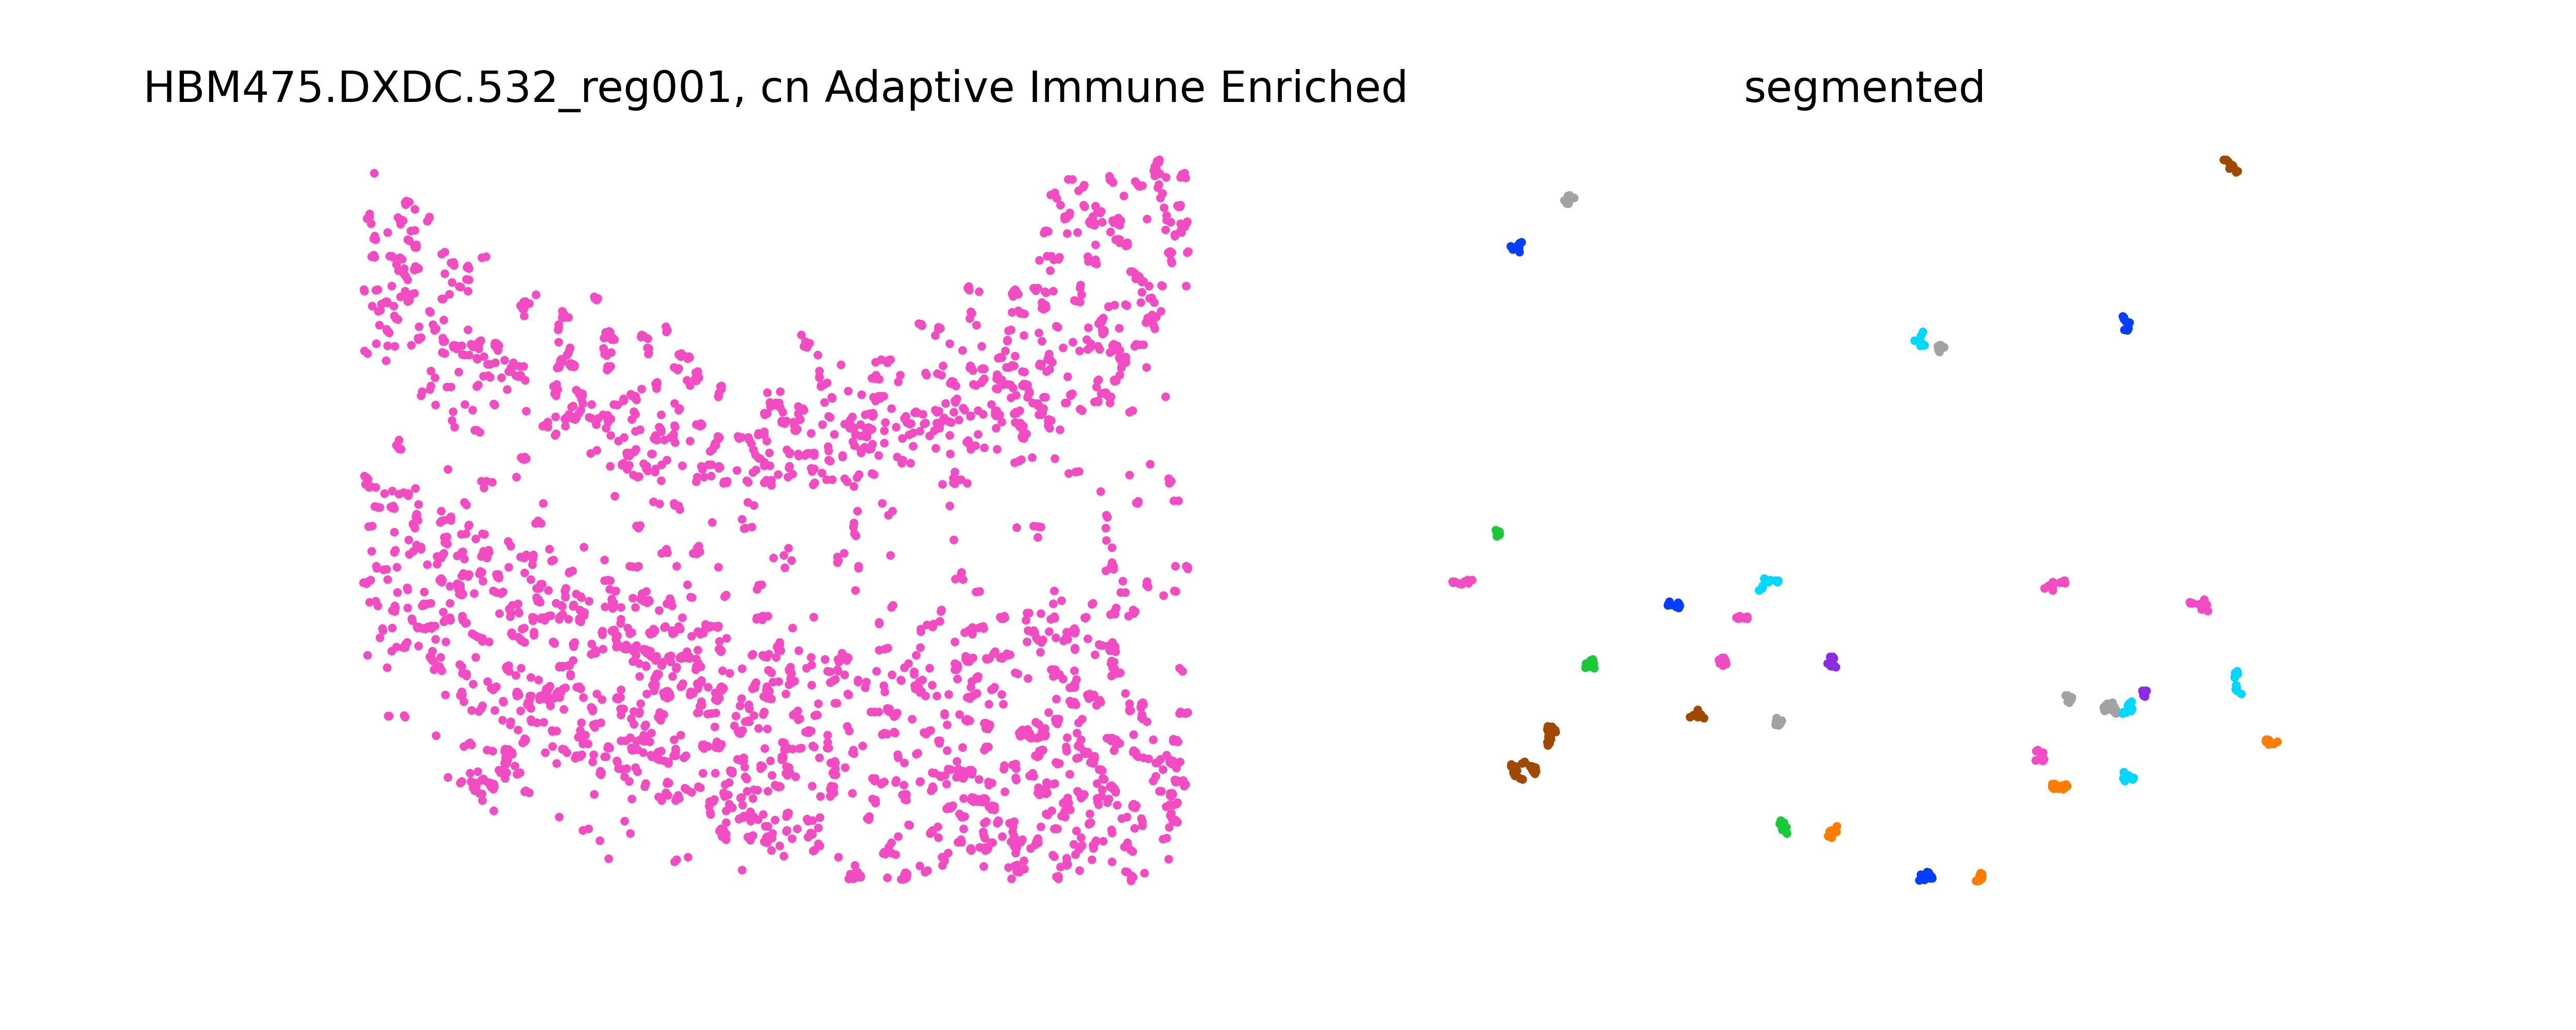 HBM475.DXDC.532_reg001, cn Adaptive Immune Enriched
segmented